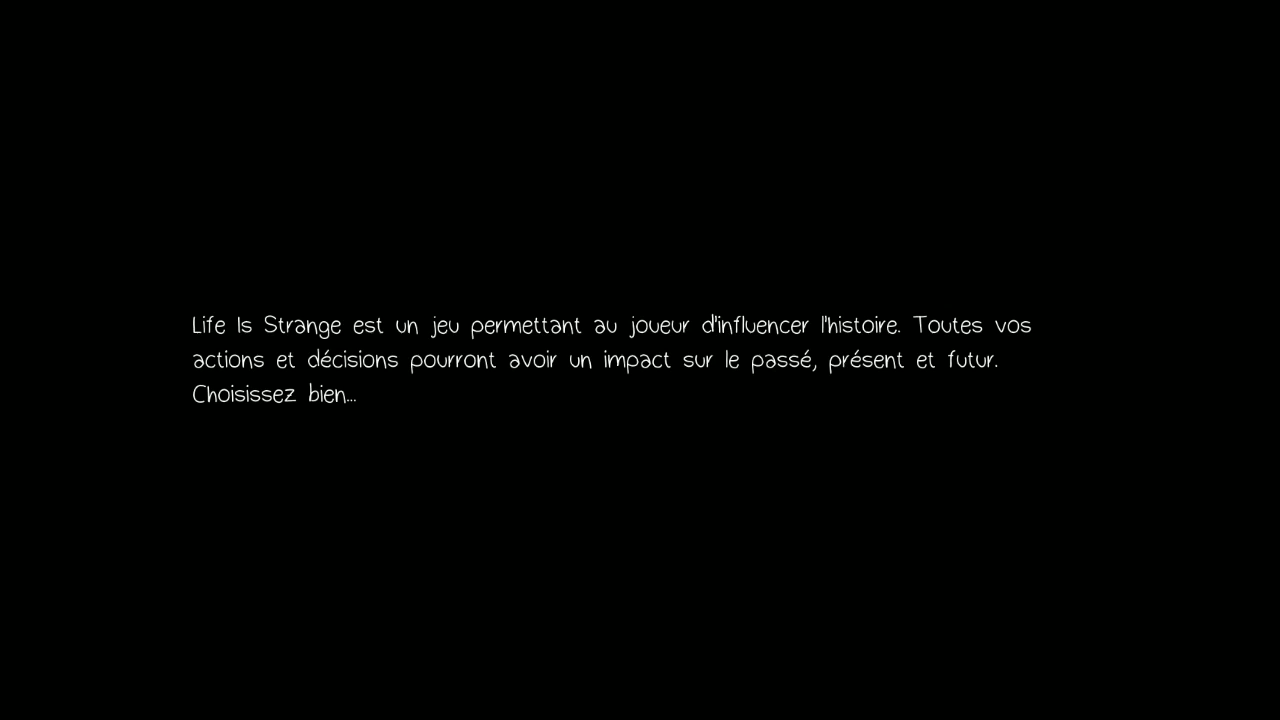 Life Is Strange est un jeu permettant au joueur d'influencer l'histoire. Toutes vos
actions et décisions pourront avoir un impact sur le passé, présent et futur.
Choisissez bien...